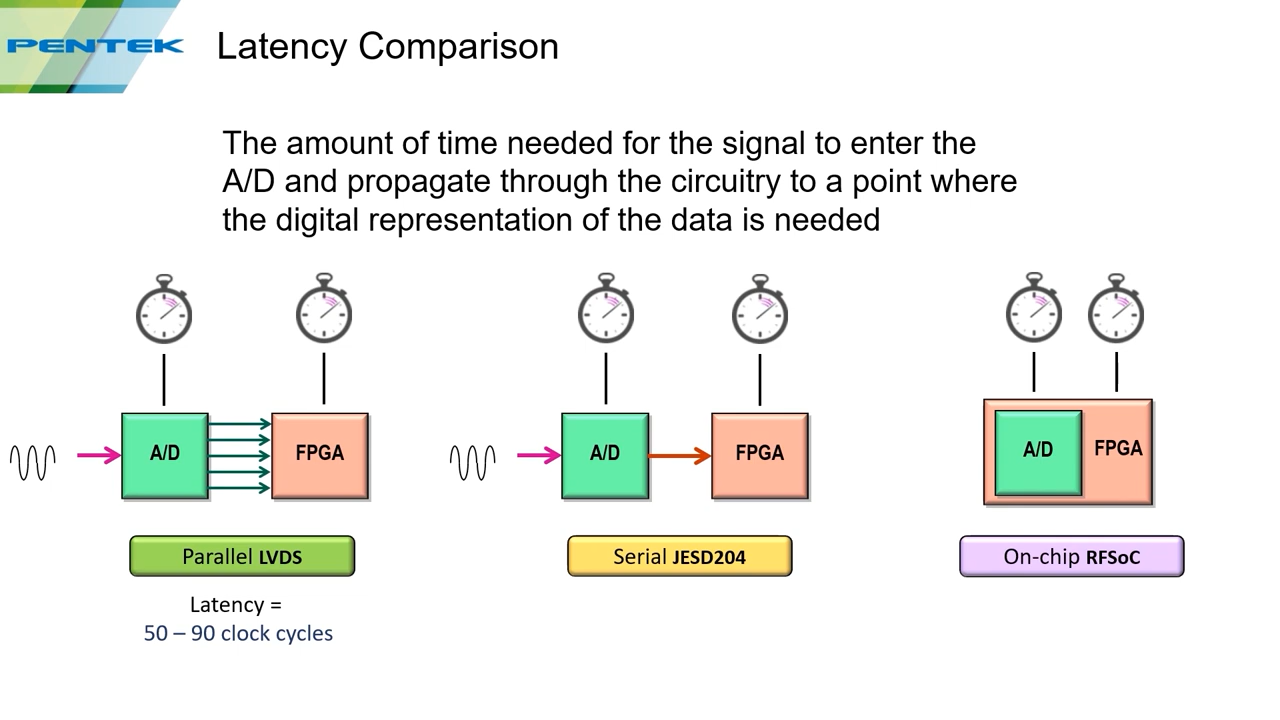 PENTEK
Latency Comparison
The amount of time needed for the signal to enter the
A/D and propagate through the circuitry to a point where
the digital representation of the data is needed
A/D
FPGA
A/D
FPGA
A/D
FPGA
Parallel LVDS
Serial JESD204
On-chip RFSoC
Latency =
50 – 90 clock cycles